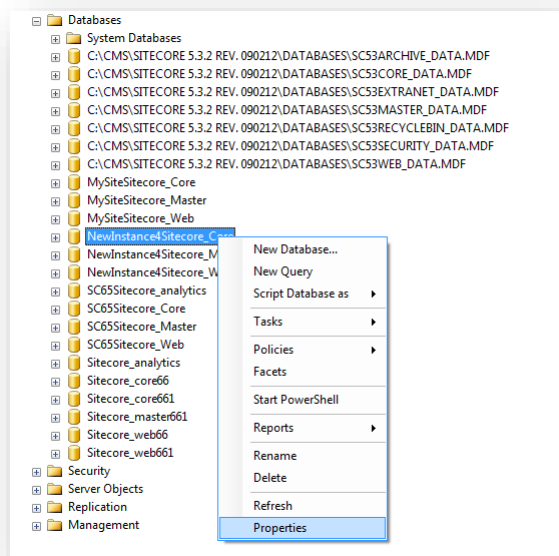 Databases
System Databases
C:\CMS\SITECORE 5.3.2 REV. 090212\DATABASES\SC53ARCHIVE_DATA.MDF
C:\CMS\SITECORE 5.3.2 REV. 090212\DATABASES\SC53CORE_DATA.MDF
C:\CMS\SITECORE 5.3.2 REV. 090212\DATABASES\SC53EXTRANET_DATA.MDF
C:\CMS\SITECORE 5.3.2 REV. 090212\DATABASES\SC53MASTER_DATA.MDF
C:\CMS\SITECORE 5.3.2 REV. 090212\DATABASES\SC53RECYCLEBIN_DATA.MDF
C:\CMS\SITECORE 5.3.2 REV. 090212\DATABASES\SC53SECURITY_DATA.MDF
C:\CMS\SITECORE 5.3.2 REV. 090212\DATABASES\SC53WEB_DATA.MDF
MySiteSitecore_Core
MySiteSitecore_Master
MySiteSitecore_Web
NewInstance4Sitecore_Core
NewInstance4Sitecore_M
NewInstance4Sitecore_W
SC65Sitecore_analytics
SC65Sitecore_Core
SC65Sitecore_Master
SC65Sitecore_Web
Sitecore_analytics
Sitecore_core66
Sitecore_core661
Sitecore_master661
Sitecore_web66
Sitecore_web661
Security
Server Objects
Replication
Management
New Database...
New Query
Script Database as
Tasks
Policies
Facets
Start PowerShell
Reports
Rename
Delete
Refresh
Properties